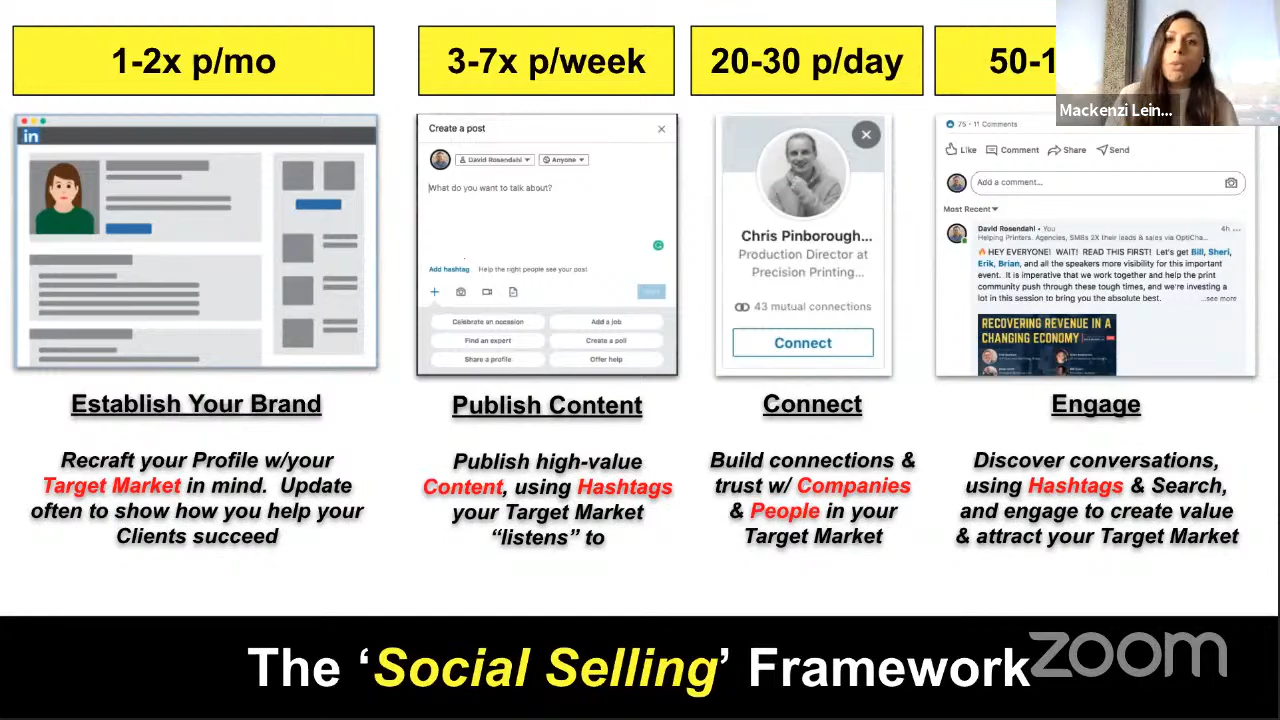 1-2x p/mo
3-7x p/week
20-30 p/day
50-1
Mackenzi Lein...
in
Create a post
David Rosendahl
Anyone
What do you want to talk about?
Add hashtag Help the right people see your post
Celebrate an occasion
Add a job
Find an expert
Create a poll
Share a profile
Offer help
Chris Pinborough...
Production Director at
Precision Printing...
43 mutual connections
Connect
75 · 11 Comments
Like Comment Share Send
Add a comment...
Most Recent
David Rosendahl • You
4h ...
Helping Printers, Agencies, SMBs 2X their leads & sales via OptiCha...
HEY EVERYONE! WAIT! READ THIS FIRST! Let's get Bill, Sheri,
Erik, Brian, and all the speakers more visibility for this important
event. It is imperative that we work together and help the print
community push through these tough times, and we're investing a
lot in this session to bring you the absolute best.
...see more
RECOVERING REVENUE IN A
CHANGING ECONOMY
Establish Your Brand
Recraft your Profile w/your
Target Market in mind. Update
often to show how you help your
Clients succeed
Publish Content
Publish high-value
Content, using Hashtags
your Target Market
“listens” to
Connect
Build connections &
trust w/ Companies
& People in your
Target Market
Engage
Discover conversations,
using Hashtags & Search,
and engage to create value
& attract your Target Market
The ‘Social Selling’ Framework
zoom